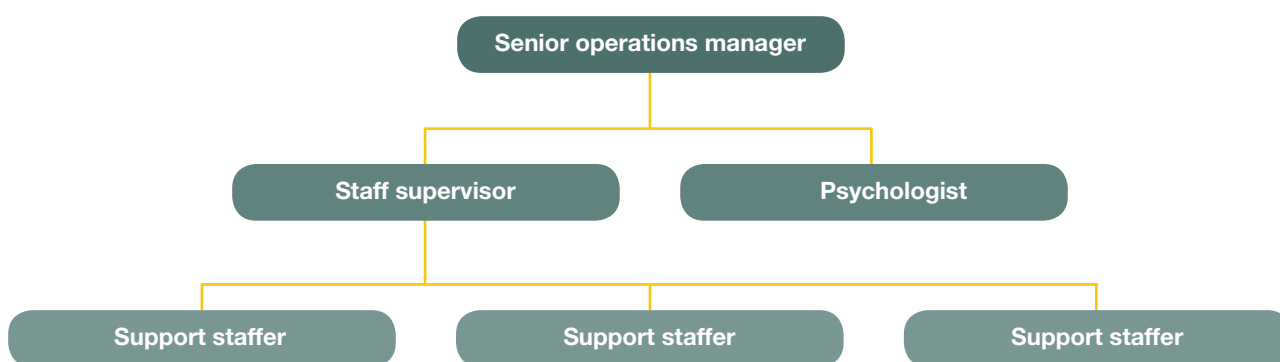 Senior operations manager
Staff supervisor
Psychologist
Support staffer
Support staffer
Support staffer